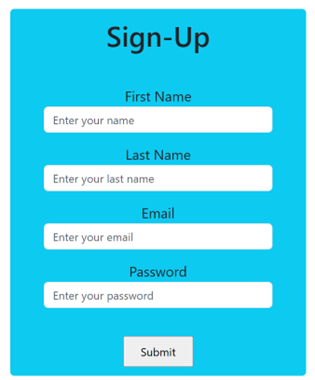 Sign-Up
First Name
Enter your name
Last Name
Enter your last name
Email
Enter your email
Password
Enter your password
Submit